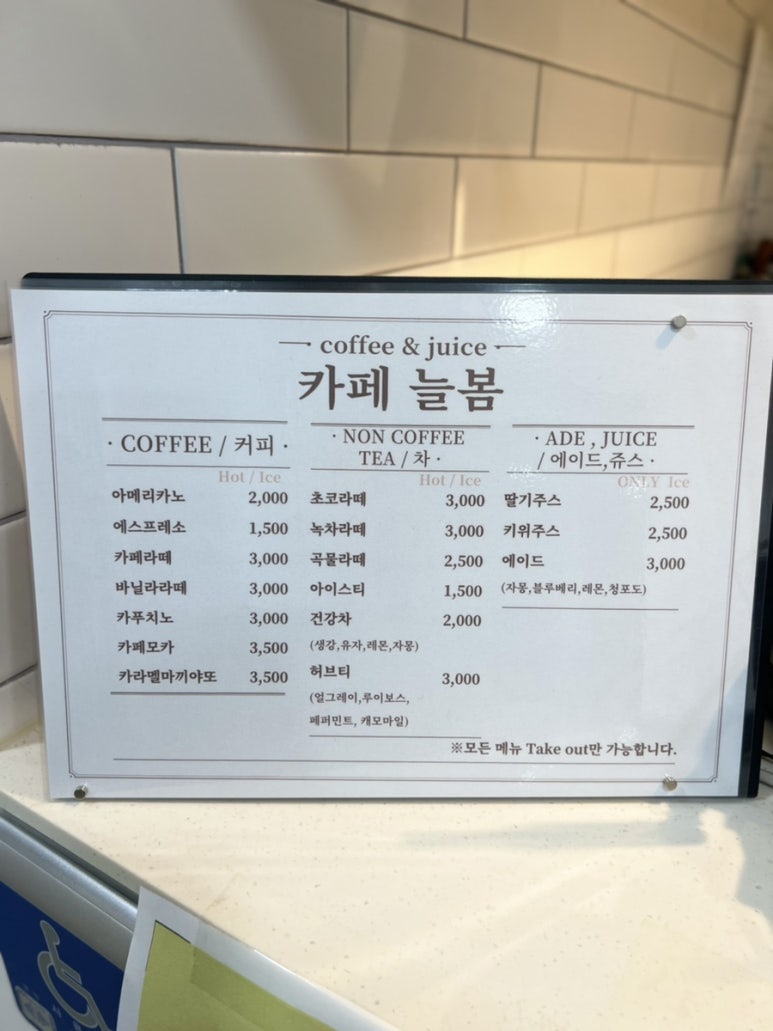 coffee & juice
카페 늘봄
· COFFEE / 커피 ·
Hot / Ice
아메리카노 2,000
에스프레소 1,500
카페라떼 3,000
바닐라라떼 3,000
카푸치노 3,000
카페모카 3,500
카라멜마끼야또 3,500
· NON COFFEE
TEA / 차 ·
Hot / Ice
초코라떼 3,000
녹차라떼 3,000
곡물라떼 2,500
아이스티 1,500
건강차 2,000
(생강,유자,레몬,자몽)
허브티 3,000
(얼그레이,루이보스,
페퍼민트, 캐모마일)
· ADE , JUICE
/ 에이드,쥬스 ·
ONLY Ice
딸기주스 2,500
키위주스 2,500
에이드 3,000
(자몽,블루베리,레몬,청포도)
※모든 메뉴 Take out만 가능합니다.